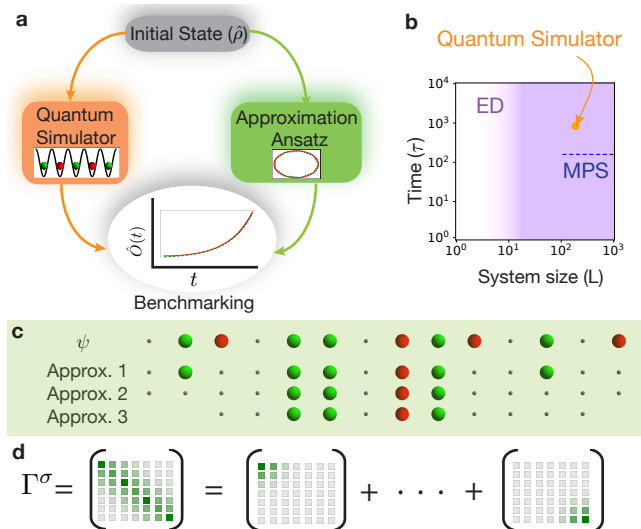 a
Initial State (ρ̂)
Quantum
Simulator
Approximation
Ansatz
Ô(t)
t
Benchmarking
b
Quantum Simulator
10⁴
10³
10²
10¹
10⁰
Time (τ)
ED
MPS
10⁰
10¹
10²
10³
System size (L)
c
ψ
Approx. 1
Approx. 2
Approx. 3
d
Γ^σ = = + · · · +